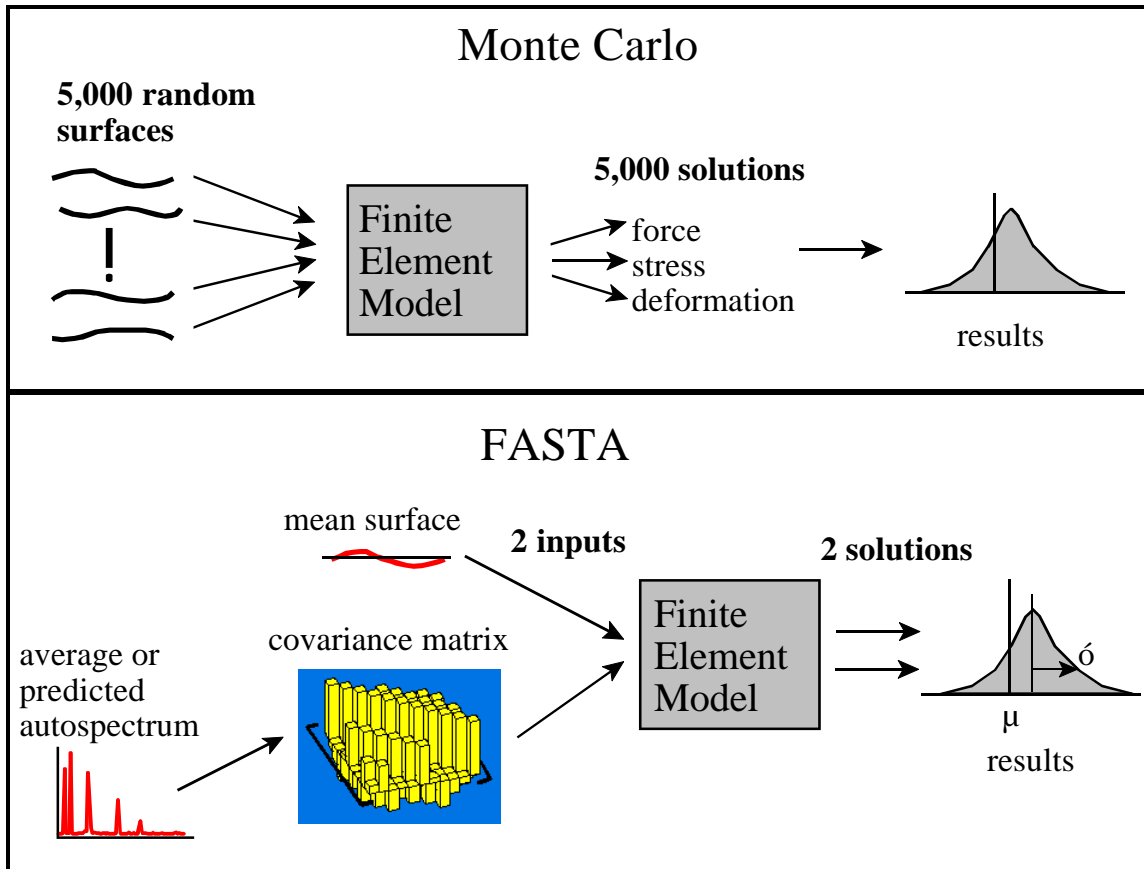 Monte Carlo
5,000 random
surfaces
!
Finite
Element
Model
5,000 solutions
force
stress
deformation
results
FASTA
mean surface
2 inputs
2 solutions
covariance matrix
average or
predicted
autospectrum
Finite
Element
Model
ó
µ
results